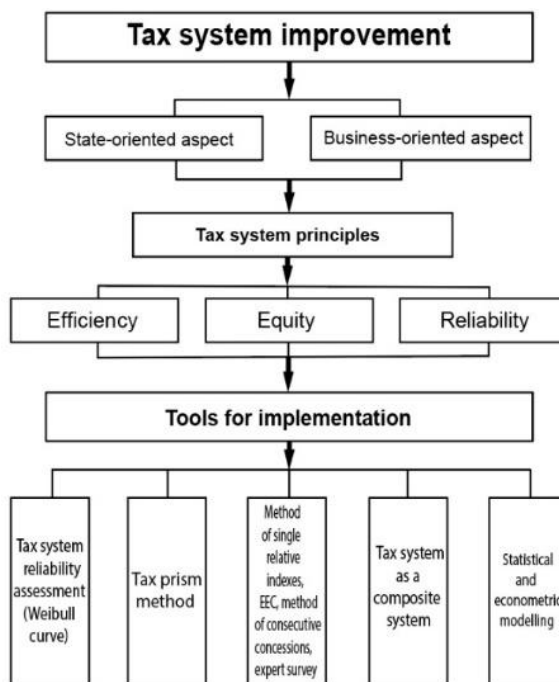 Tax system improvement
State-oriented aspect
Business-oriented aspect
Tax system principles
Efficiency
Equity
Reliability
Tools for implementation
Tax system
reliability
assessment
(Weibull
curve)
Tax prism
method
Method
of single
relative
indexes,
EEC, method
of consecutive
concessions,
expert survey
Tax system
as a
composite
system
Statistical
and
econometric
modelling